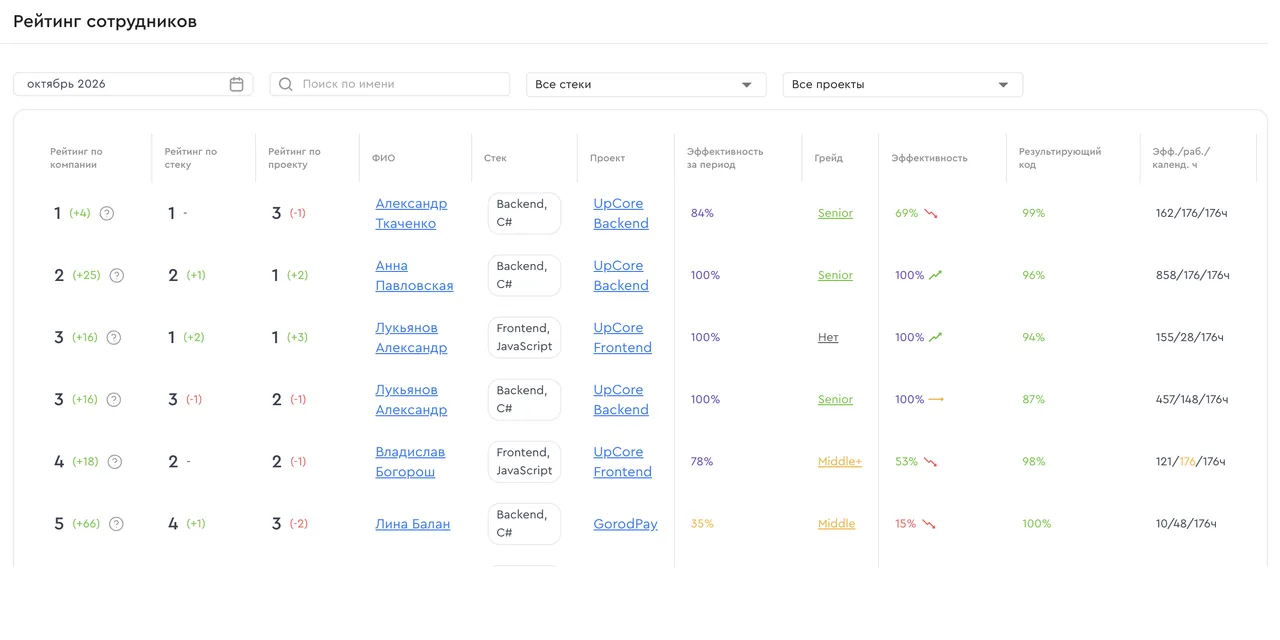 Рейтинг сотрудников
октябрь 2026
Поиск по имени
Все стеки
Все проекты
Рейтинг по компании
Рейтинг по стеку
Рейтинг по проекту
ФИО
Стек
Проект
Эффективность за период
Грейд
Эффективность
Результирующий код
Эфф./раб./календ. ч
1 (+4) ? 1 - 3 (-1) Александр Ткаченко Backend, C# UpCore Backend 84% Senior 69% 99% 162/176/176ч
2 (+25) ? 2 (+1) 1 (+2) Анна Павловская Backend, C# UpCore Backend 100% Senior 100% 96% 858/176/176ч
3 (+16) ? 1 (+2) 1 (+3) Лукьянов Александр Frontend, JavaScript UpCore Frontend 100% Нет 100% 94% 155/28/176ч
3 (+16) ? 3 (-1) 2 (-1) Лукьянов Александр Backend, C# UpCore Backend 100% Senior 100% 87% 457/148/176ч
4 (+18) ? 2 - 2 (-1) Владислав Богорош Frontend, JavaScript UpCore Frontend 78% Middle+ 53% 98% 121/176/176ч
5 (+66) ? 4 (+1) 3 (-2) Лина Балан Backend, C# GorodPay 35% Middle 15% 100% 10/48/176ч